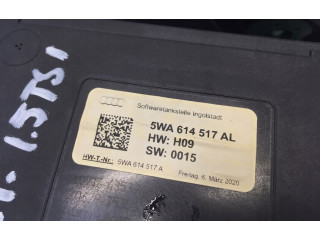 1.5TSI
Softwaretankstelle Ingolstadt
5WA 614 517 AL
HW: H09
SW: 0015
HW-T-Nr.: 5WA 614 517 A
Freitag, 6. März 2020